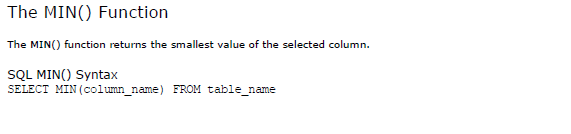 The MIN() Function
The MIN() function returns the smallest value of the selected column.
SQL MIN() Syntax
SELECT MIN(column_name) FROM table_name